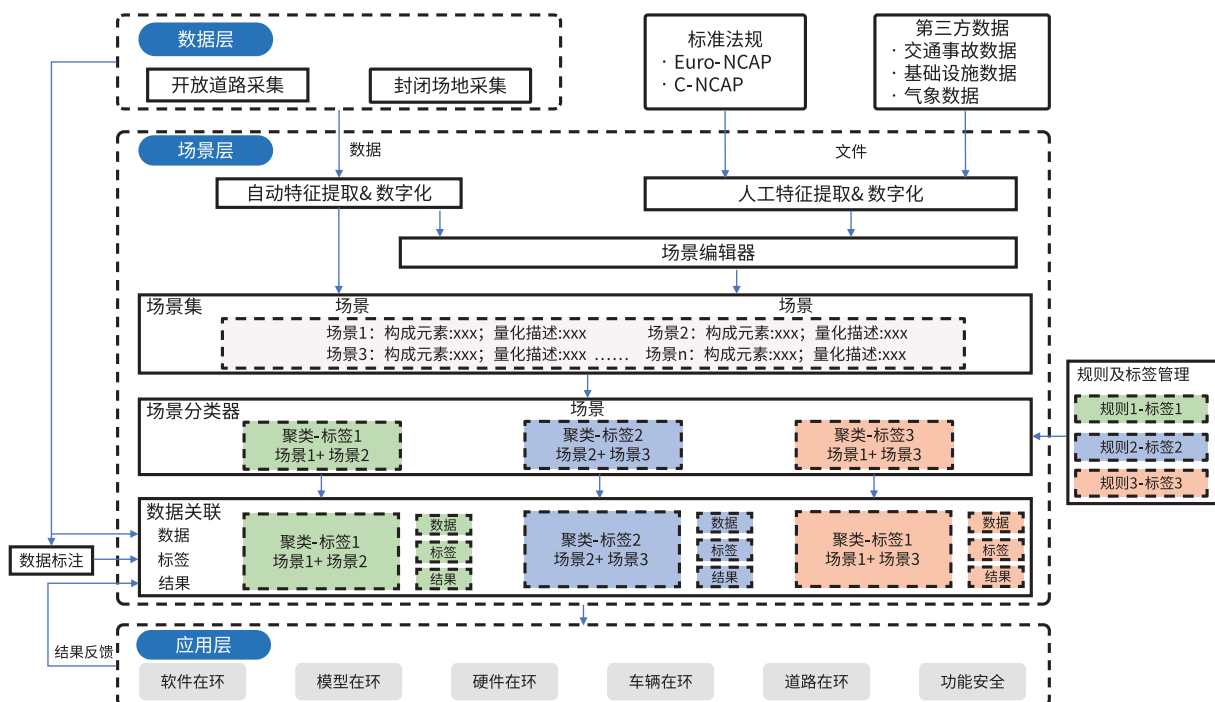 数据层
开放道路采集
封闭场地采集
标准法规
· Euro-NCAP
· C-NCAP
第三方数据
· 交通事故数据
· 基础设施数据
· 气象数据
场景层
数据
文件
自动特征提取& 数字化
人工特征提取& 数字化
场景编辑器
场景集
场景
场景
场景1：构成元素:xxx；量化描述:xxx
场景2：构成元素:xxx；量化描述:xxx
场景3：构成元素:xxx；量化描述:xxx ……
场景n：构成元素:xxx；量化描述:xxx
场景分类器
场景
聚类-标签1
场景1+ 场景2
聚类-标签2
场景2+ 场景3
聚类-标签3
场景1+ 场景3
规则及标签管理
规则1-标签1
规则2-标签2
规则3-标签3
数据关联
数据
标签
结果
聚类-标签1
场景1+ 场景2
数据
标签
结果
聚类-标签2
场景2+ 场景3
数据
标签
结果
聚类-标签1
场景1+ 场景3
数据
标签
结果
数据标注
结果反馈
应用层
软件在环
模型在环
硬件在环
车辆在环
道路在环
功能安全